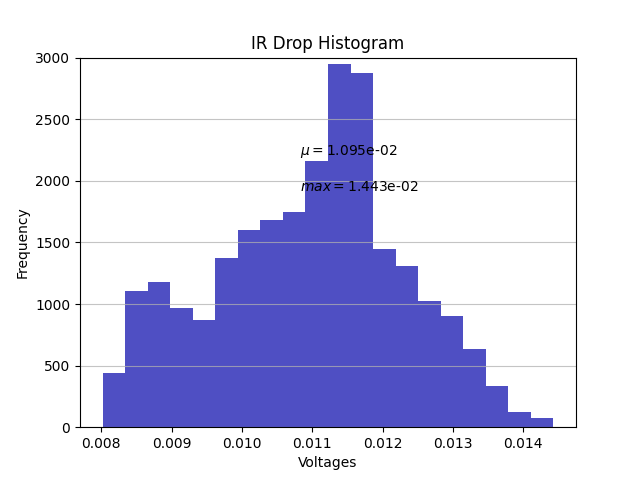 IR Drop Histogram
3000
2500
2000
1500
1000
500
0
Frequency
μ = 1.095e-02
max = 1.443e-02
0.008 0.009 0.010 0.011 0.012 0.013 0.014
Voltages